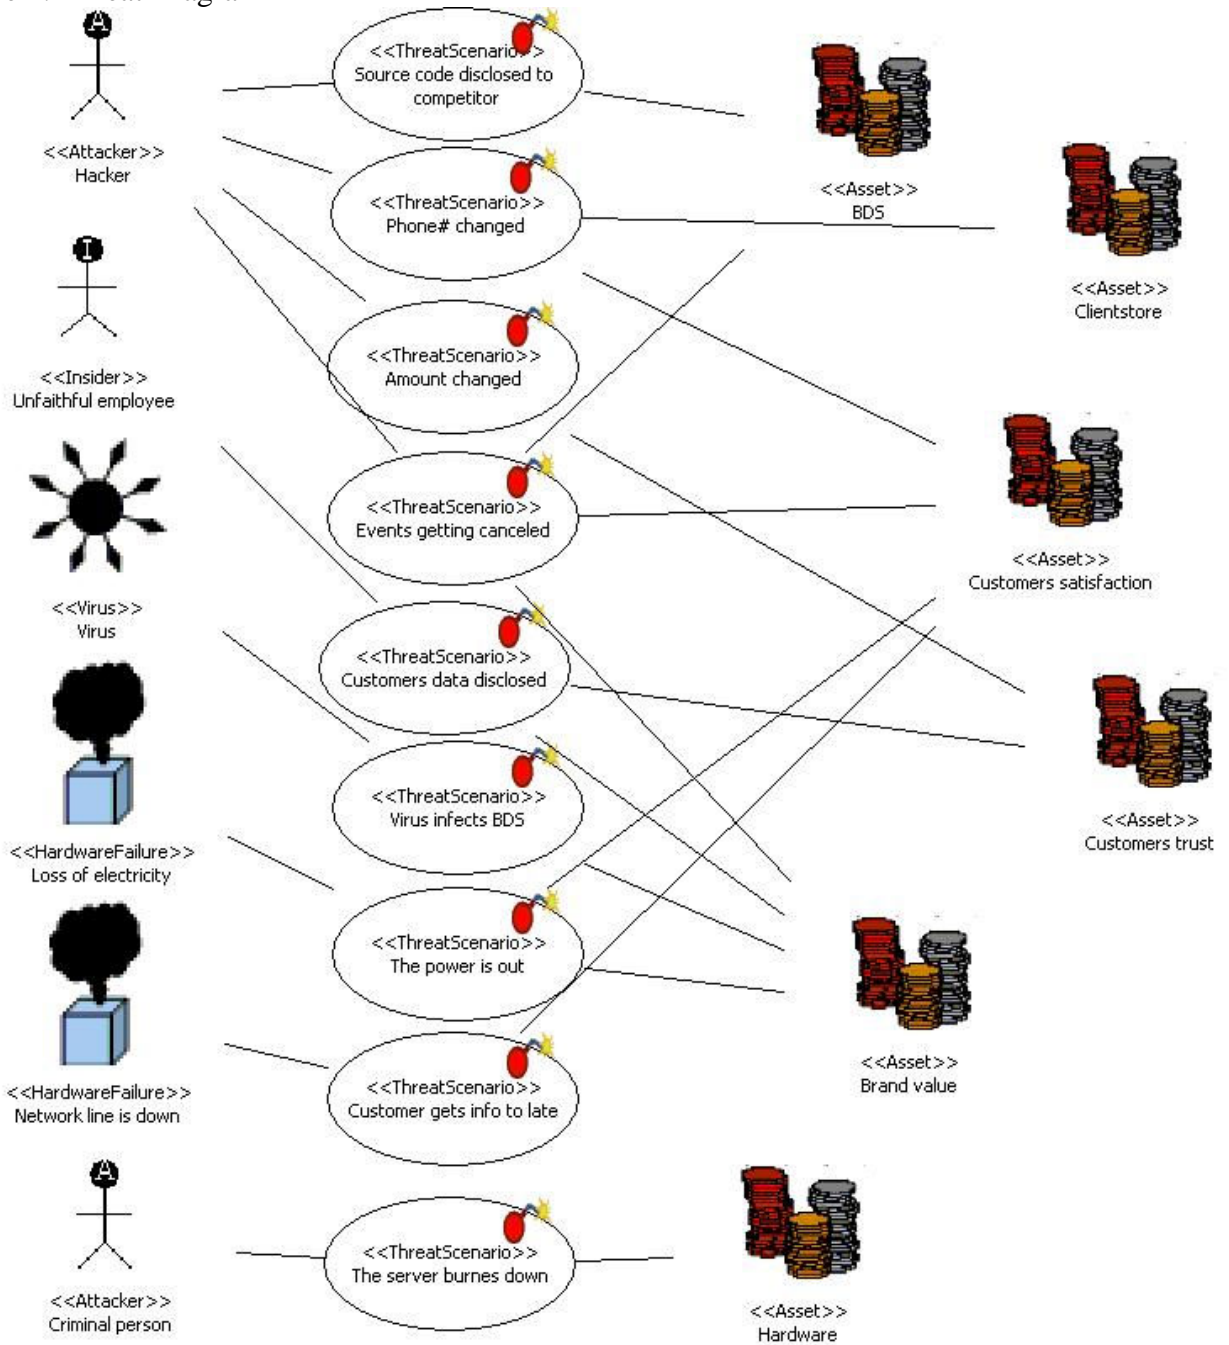 A
<<Attacker>>
Hacker
I
<<Insider>>
Unfaithful employee
<<Virus>>
Virus
<<HardwareFailure>>
Loss of electricity
<<HardwareFailure>>
Network line is down
A
<<Attacker>>
Criminal person
<<ThreatScenario>>
Source code disclosed to
competitor
<<ThreatScenario>>
Phone# changed
<<ThreatScenario>>
Amount changed
<<ThreatScenario>>
Events getting canceled
<<ThreatScenario>>
Customers data disclosed
<<ThreatScenario>>
Virus infects BDS
<<ThreatScenario>>
The power is out
<<ThreatScenario>>
Customer gets info to late
<<ThreatScenario>>
The server burnes down
<<Asset>>
BDS
<<Asset>>
Clientstore
<<Asset>>
Customers satisfaction
<<Asset>>
Customers trust
<<Asset>>
Brand value
<<Asset>>
Hardware